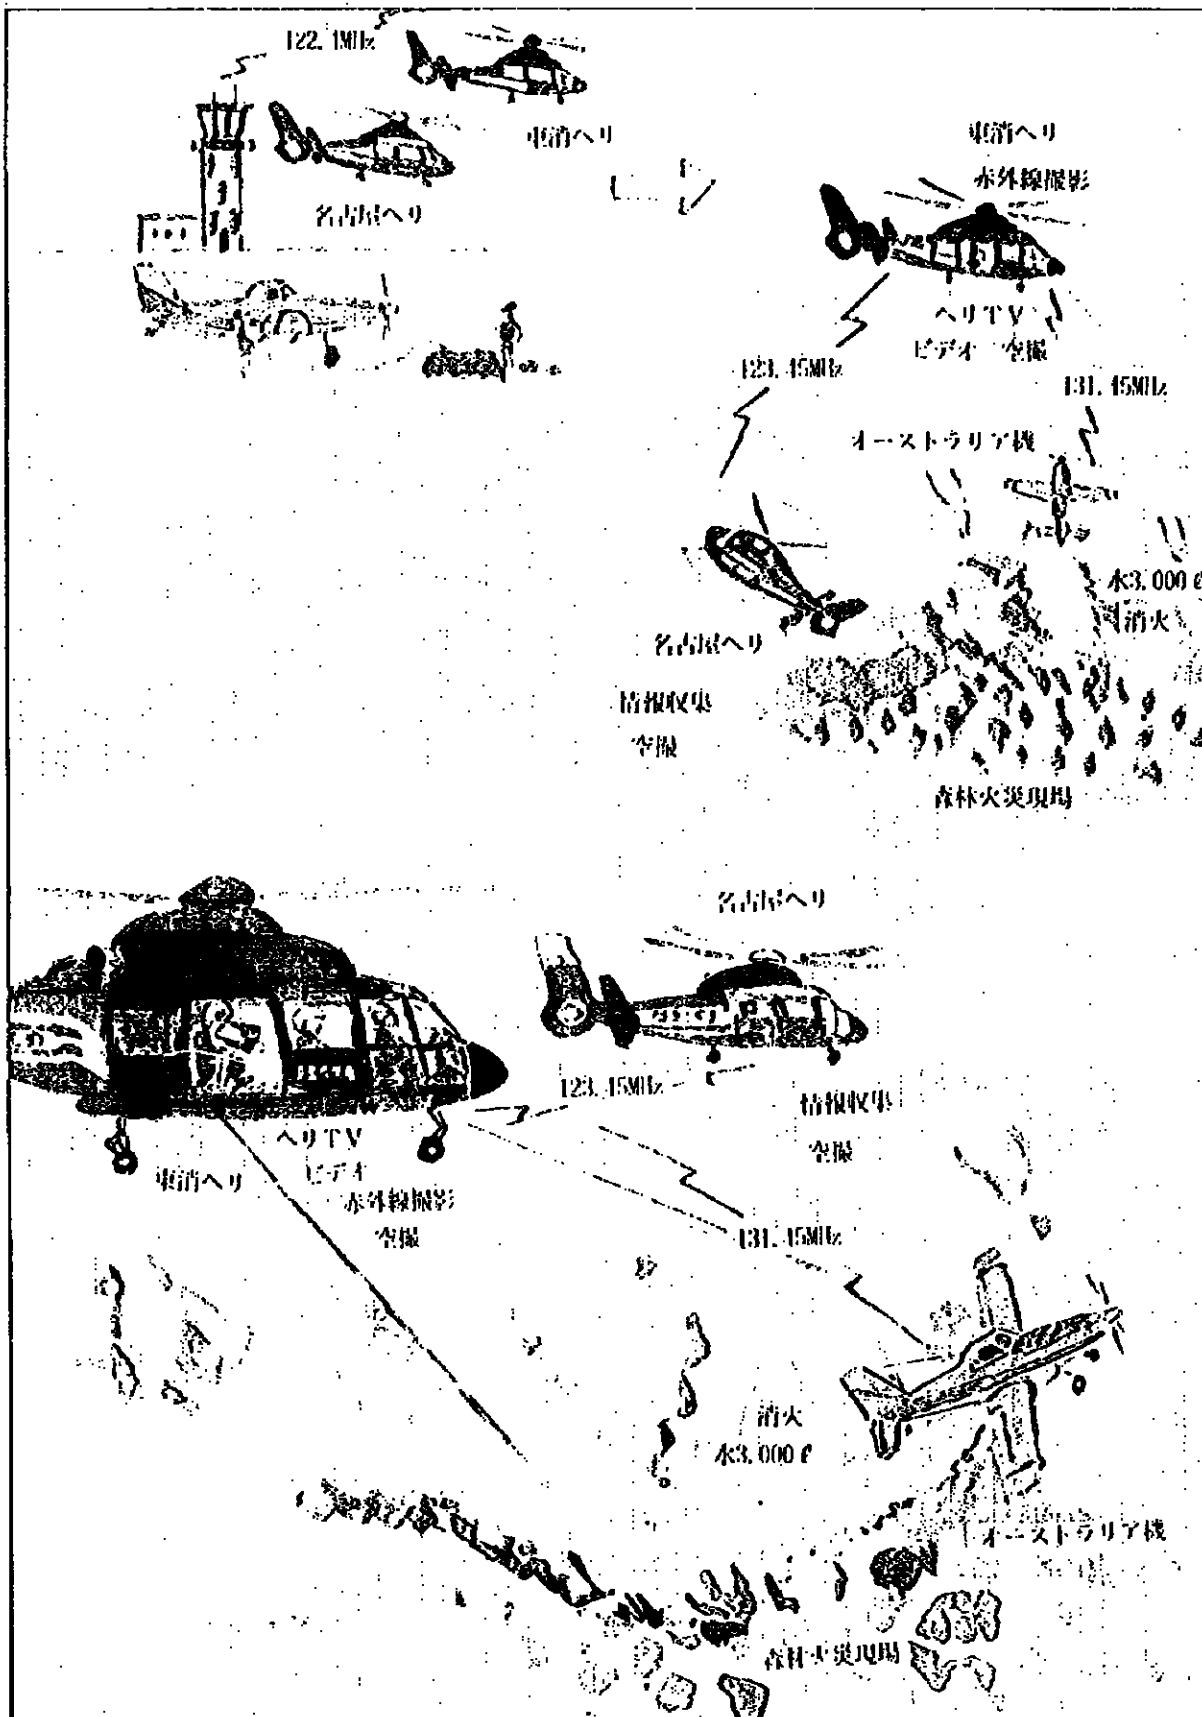 122.1MHz
東消ヘリ
名古屋ヘリ
東消ヘリ
赤外線撮影
ヘリTV
ビデオ 空撮
123.45MHz
131.45MHz
オーストラリア機
水3.000ℓ
消火
名古屋ヘリ
情報収集
空撮
森林火災現場
名古屋ヘリ
123.45MHz
情報収集
空撮
ヘリTV
東消ヘリ
ビデオ
赤外線撮影
空撮
131.45MHz
消火
水3.000ℓ
オーストラリア機
森林火災現場